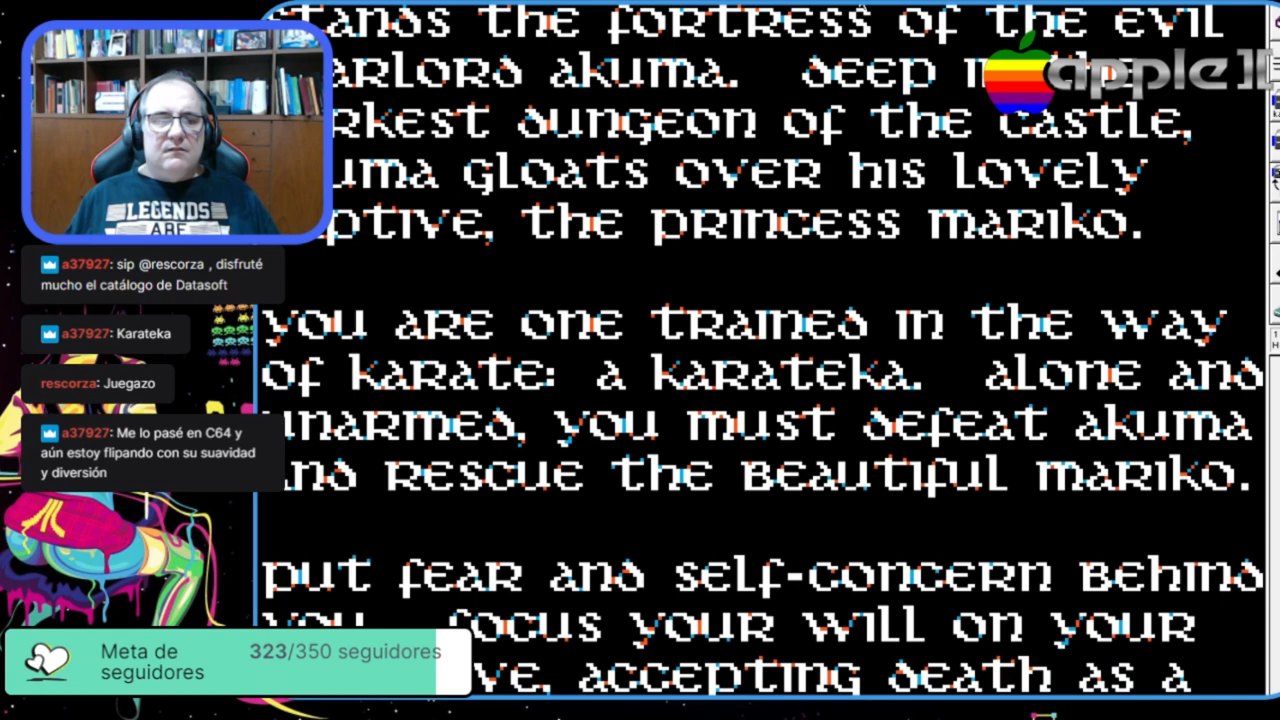 stands the fortress of the evil
warlord akuma. deep in the
darkest dungeon of the castle,
akuma gloats over his lovely
captive, the princess mariko.
you are one trained in the way
of karate: a karateka. alone and
unarmed, you must defeat akuma
and rescue the beautiful mariko.
put fear and self-concern behind
you. focus your will on your
accepting death as a
apple ][
LEGENDS
ARE
a37927: sip @rescorza , disfruté
mucho el catálogo de Datasoft
a37927: Karateka
rescorza: Juegazo
a37927: Me lo pasé en C64 y
aún estoy flipando con su suavidad
y diversión
Meta de
seguidores
323/350 seguidores